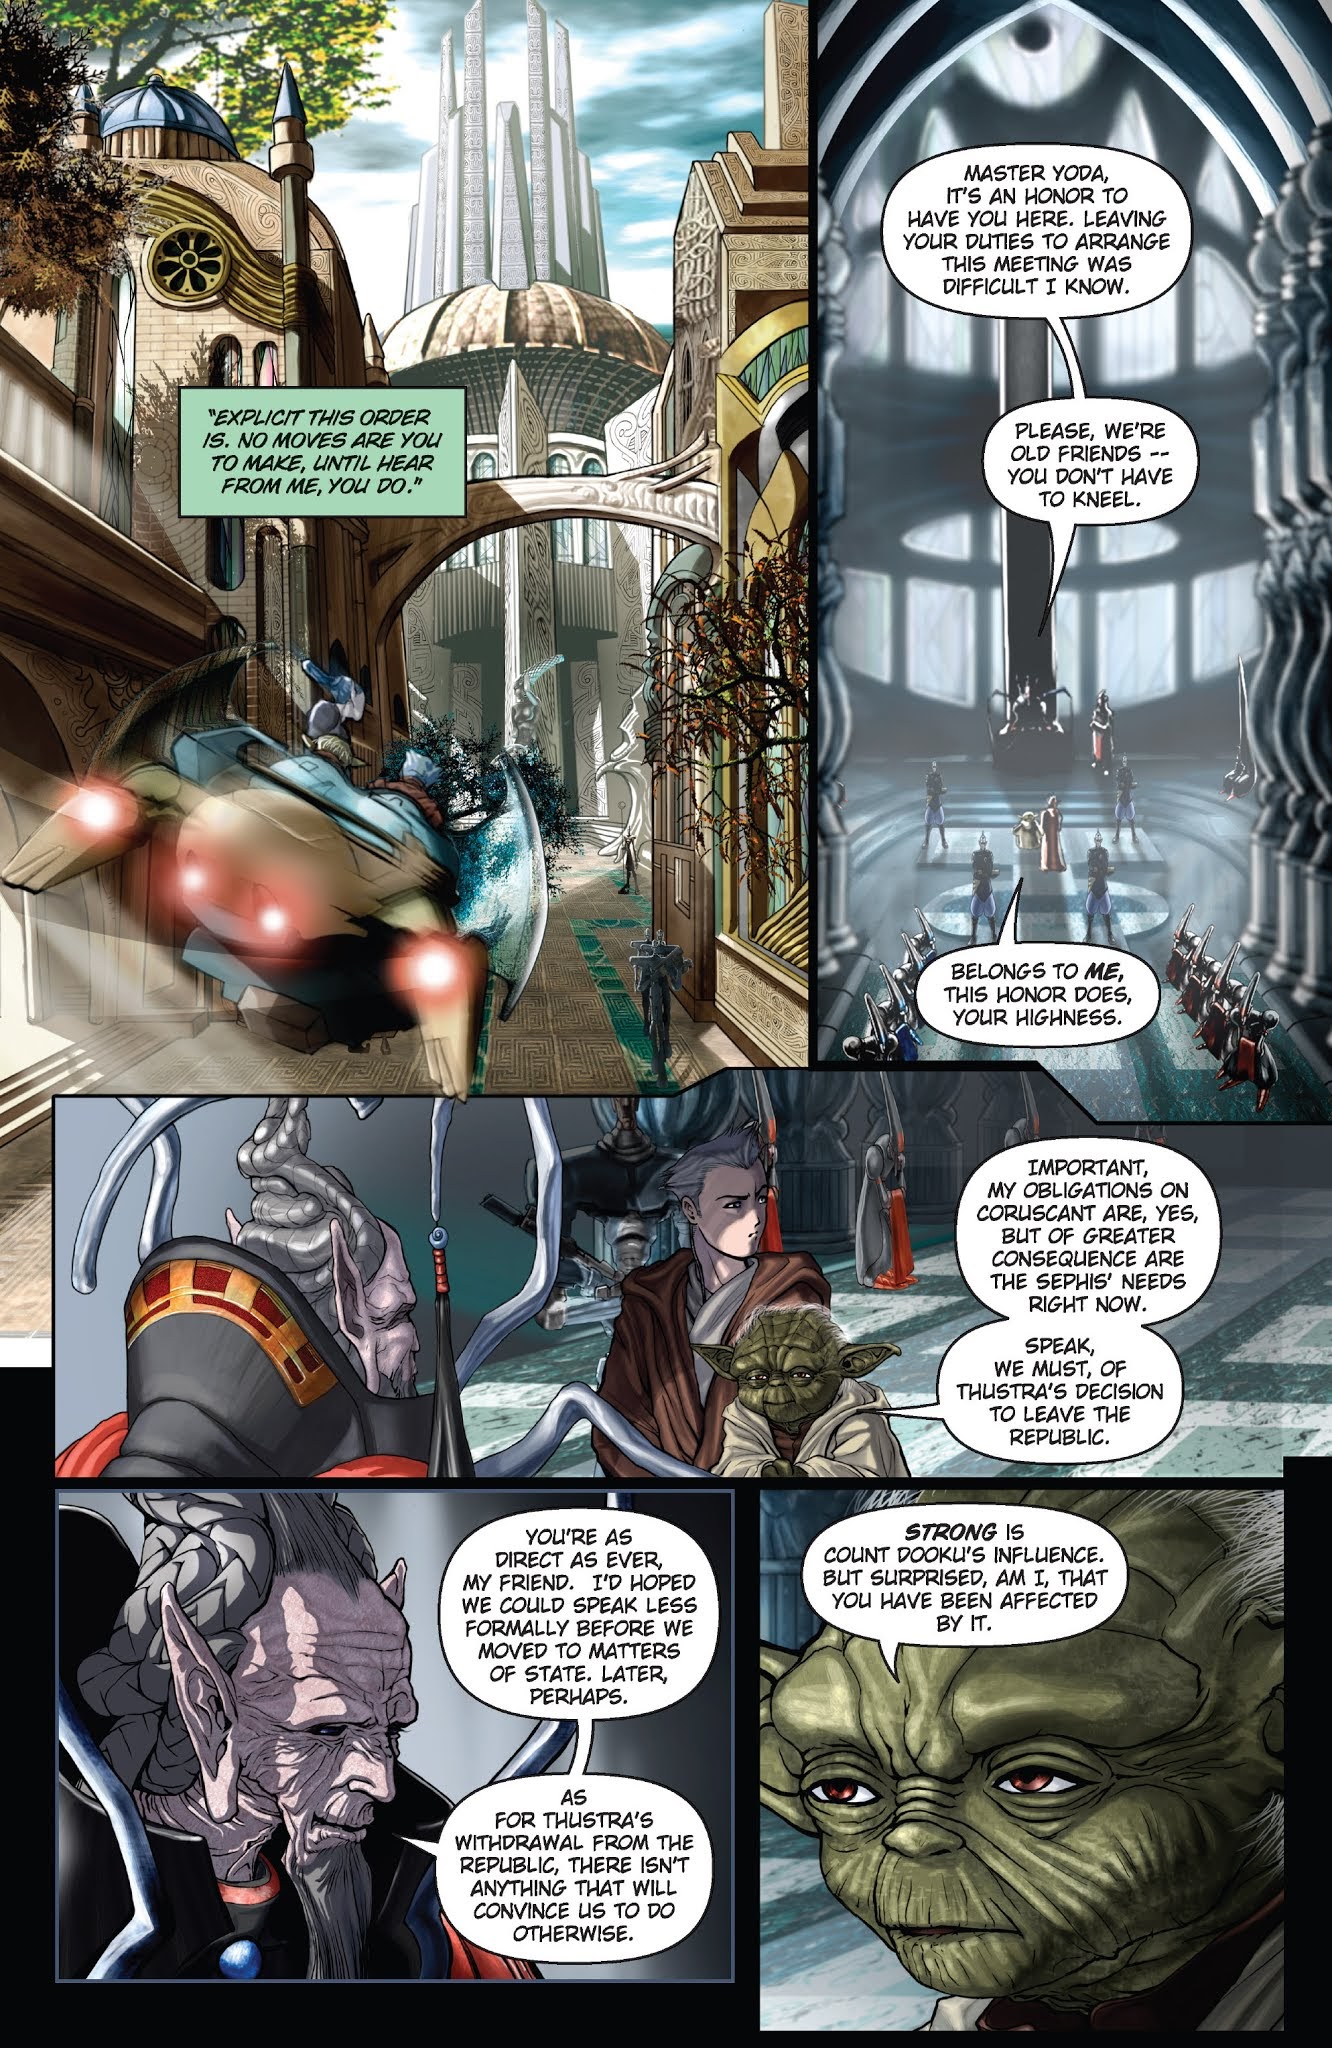 "EXPLICIT THIS ORDER
IS. NO MOVES ARE YOU
TO MAKE, UNTIL HEAR
FROM ME, YOU DO."
MASTER YODA,
IT'S AN HONOR TO
HAVE YOU HERE. LEAVING
YOUR DUTIES TO ARRANGE
THIS MEETING WAS
DIFFICULT I KNOW.
PLEASE, WE'RE
OLD FRIENDS --
YOU DON'T HAVE
TO KNEEL.
BELONGS TO ME,
THIS HONOR DOES,
YOUR HIGHNESS.
IMPORTANT,
MY OBLIGATIONS ON
CORUSCANT ARE, YES,
BUT OF GREATER
CONSEQUENCE ARE
THE SEPHIS' NEEDS
RIGHT NOW.
SPEAK,
WE MUST, OF
THUSTRA'S DECISION
TO LEAVE THE
REPUBLIC.
YOU'RE AS
DIRECT AS EVER,
MY FRIEND. I'D HOPED
WE COULD SPEAK LESS
FORMALLY BEFORE WE
MOVED TO MATTERS
OF STATE. LATER,
PERHAPS.
AS
FOR THUSTRA'S
WITHDRAWAL FROM THE
REPUBLIC, THERE ISN'T
ANYTHING THAT WILL
CONVINCE US TO DO
OTHERWISE.
STRONG IS
COUNT DOOKU'S INFLUENCE.
BUT SURPRISED, AM I, THAT
YOU HAVE BEEN AFFECTED
BY IT.